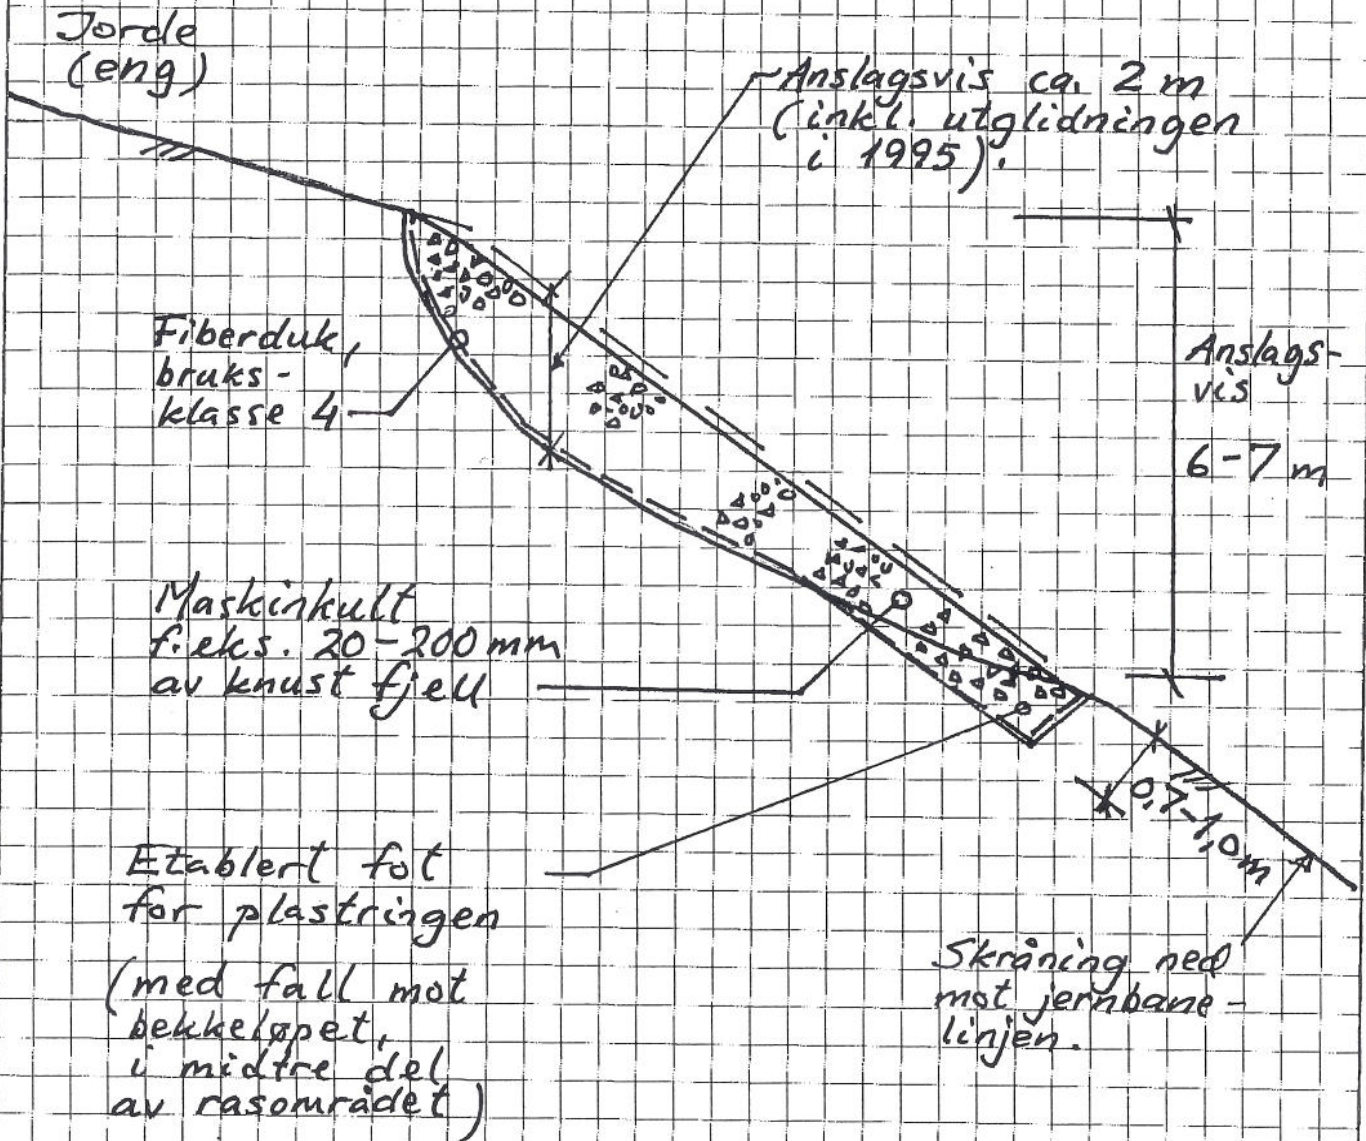 Jorde
(eng)
Anslagsvis ca. 2 m
(inkl. utglidningen
i 1995).
Fiberduk,
bruks-
klasse 4
Anslags-
vis
6-7 m
Maskinkult
f.eks. 20-200 mm
av knust fjell
0,7-1,0 m
Etablert fot
for plastringen
(med fall mot
bekkeløpet,
i midtre del
av rasområdet)
Skråning ned
mot jernbane-
linjen.